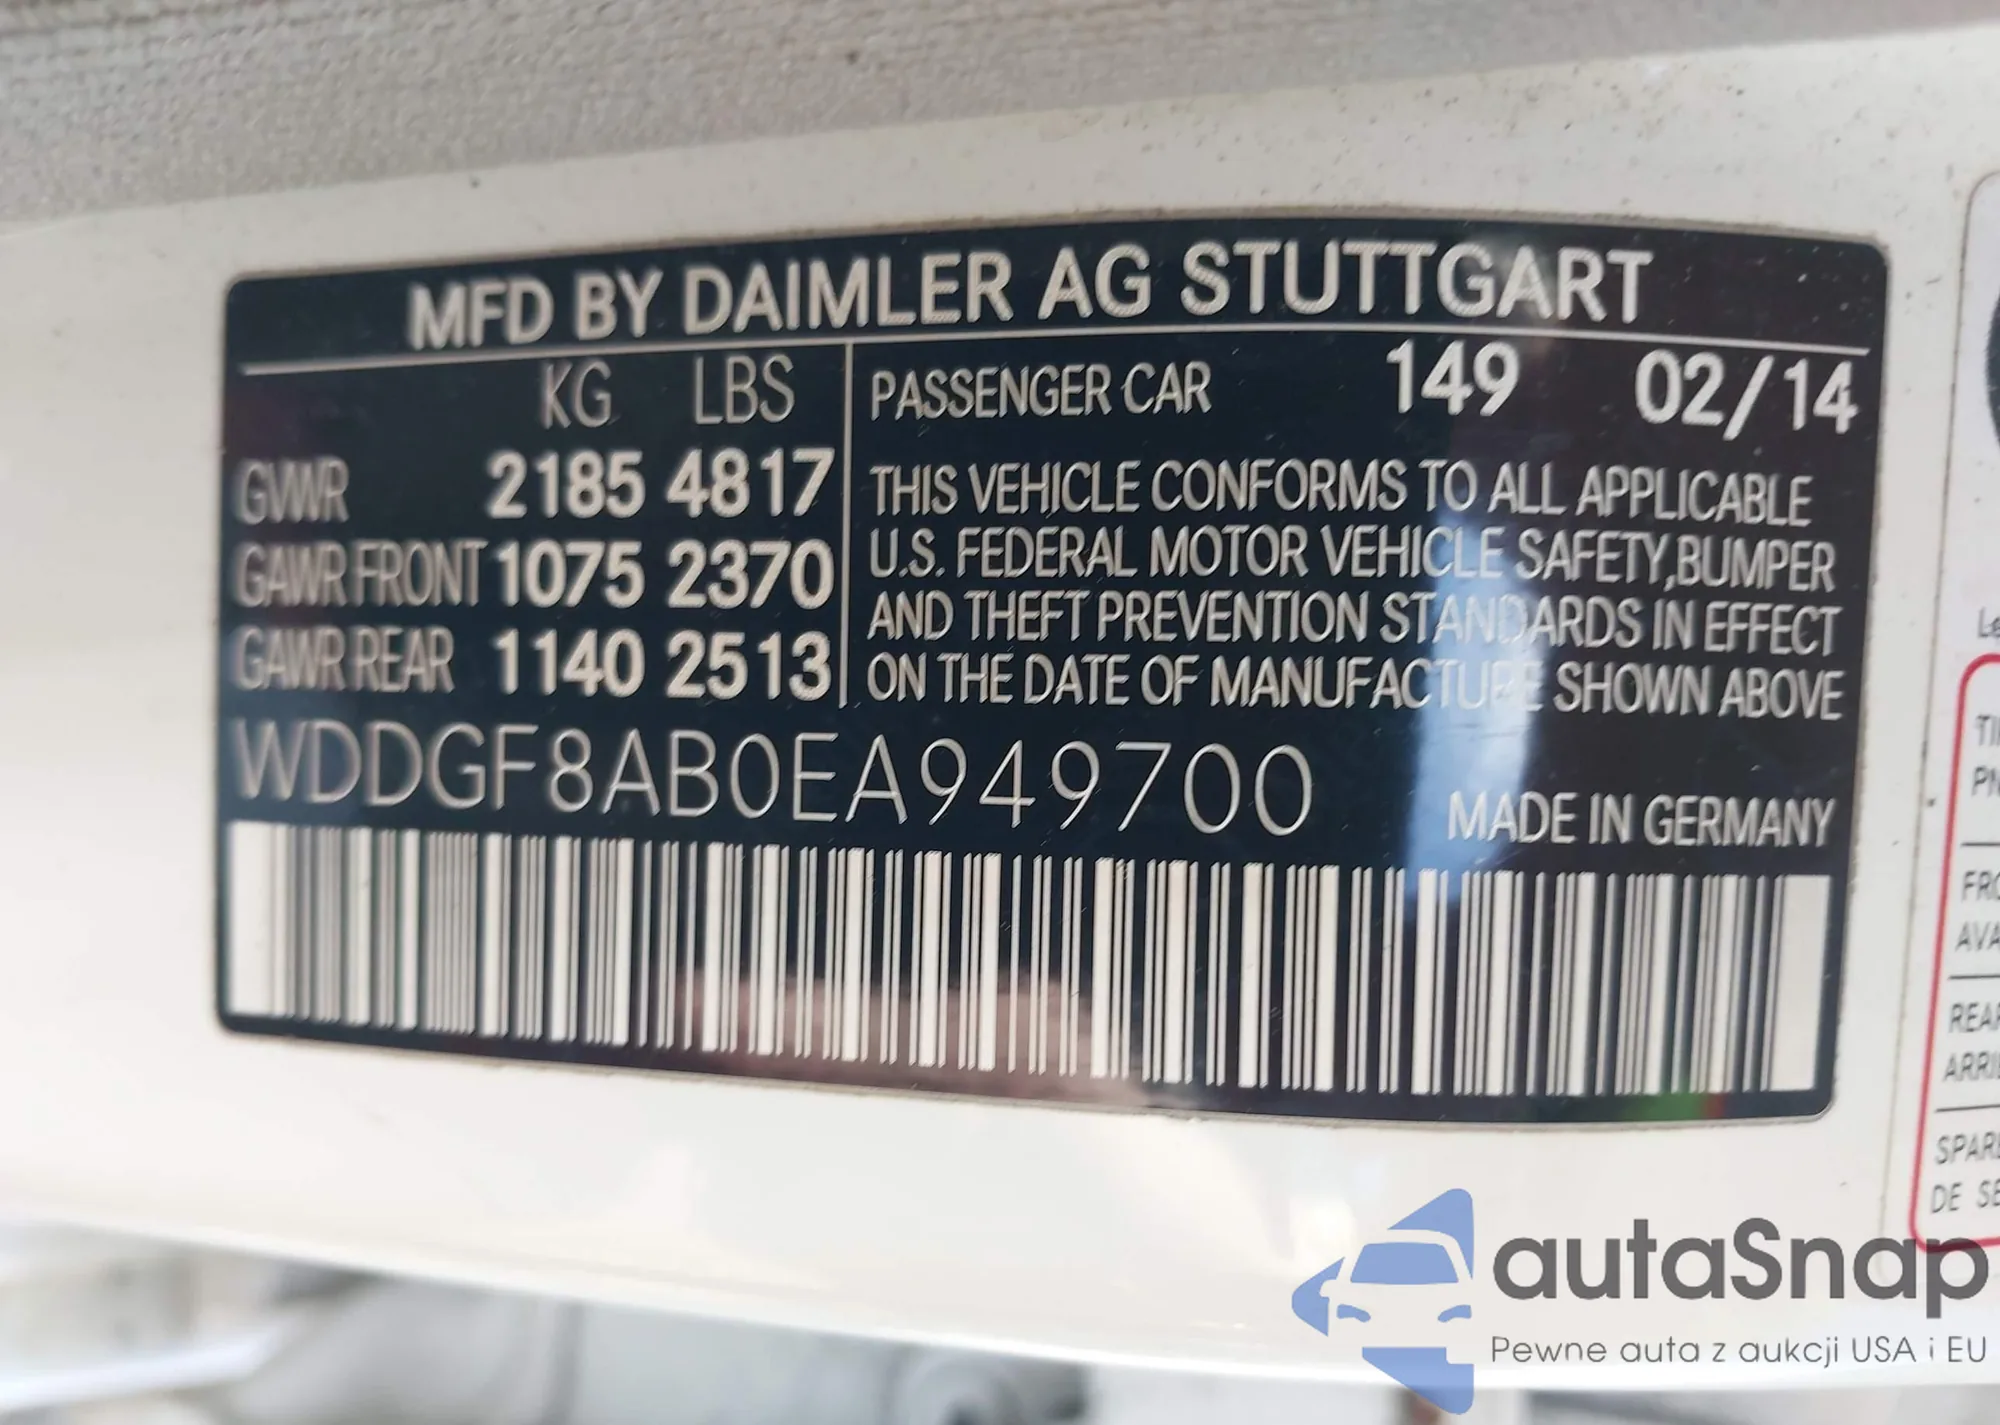 MFD BY DAIMLER AG STUTTGART
KG LBS
GVWR 2185 4817
GAWR FRONT 1075 2370
GAWR REAR 1140 2513
PASSENGER CAR 149 02/14
THIS VEHICLE CONFORMS TO ALL APPLICABLE
U.S. FEDERAL MOTOR VEHICLE SAFETY,BUMPER
AND THEFT PREVENTION STANDARDS IN EFFECT
ON THE DATE OF MANUFACTURE SHOWN ABOVE
WDDGF8AB0EA949700
MADE IN GERMANY
REAR
DE
autaSnap
Pewne auta z aukcji USA i EU